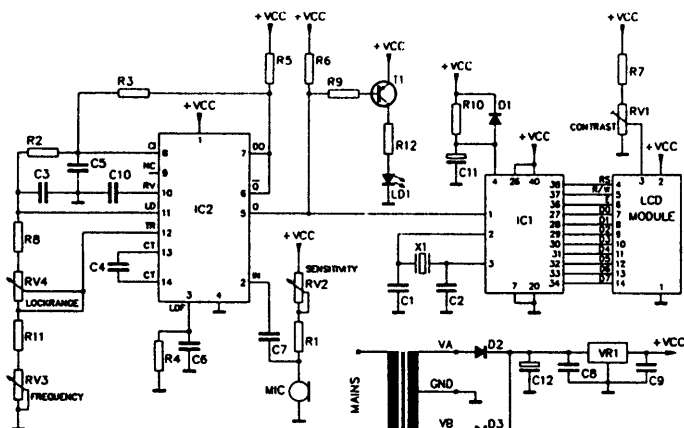 +VCC
+VCC
+VCC
+VCC
+VCC
R5
R6
R7
R3
R9
T1
R10
D1
RV1
CONTRAST
+VCC
R2
C5
CI
8
1
7
DO
R12
C11
+VCC
+VCC
C3
C10
NC
9
RV
10
IC2
6
Q
LD1
4
26
40
3
2
LD
11
5
Q
1
IC1
38
RS
4
37
R/W
5
36
E
6
27
D0
7
28
D1
8
29
D2
9
30
D3
10
31
D4
11
32
D5
12
33
D6
13
34
D7
14
LCD
MODULE
R8
TR
12
C4
CT
13
+VCC
2
X1
RV4
LOCKRANGE
CT
14
2
IN
SENSITIVITY
RV2
3
C1
C2
7
20
1
3
4
LDF
R11
R4
C6
C7
R1
RV3
FREQUENCY
MIC
MAINS
VA
D2
VR1
+VCC
GND
C12
C8
C9
VB
D3